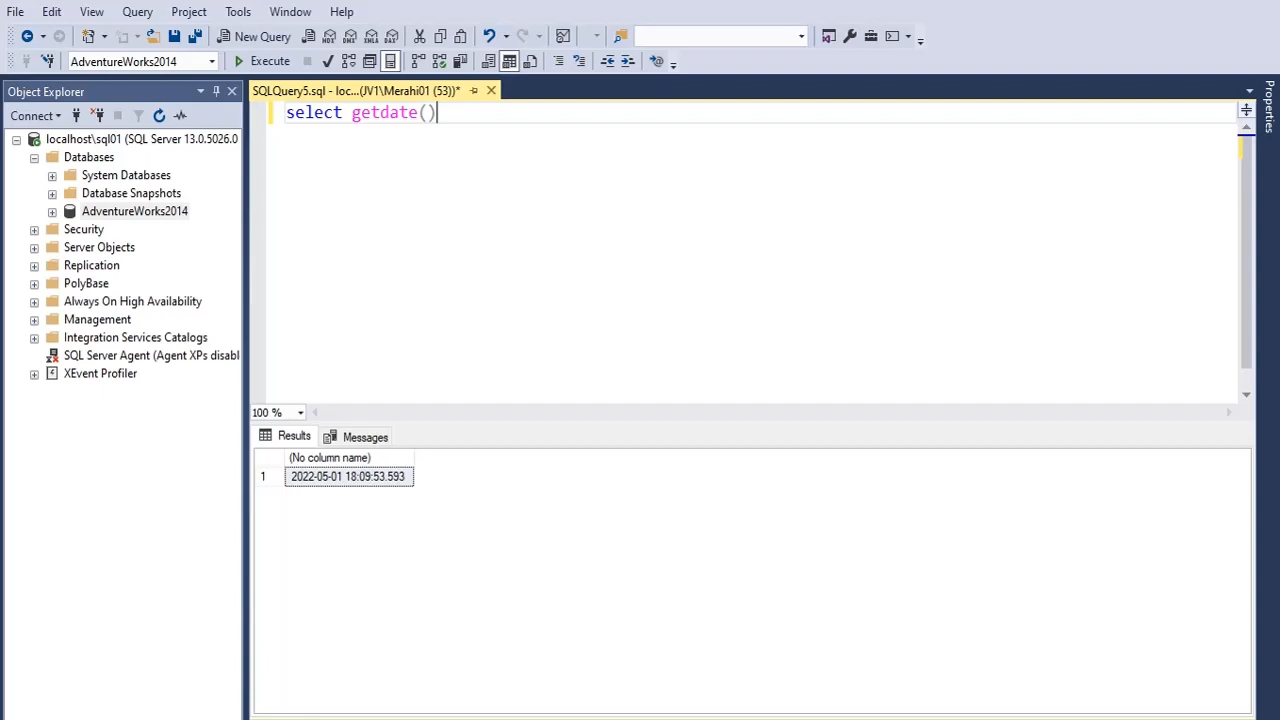 File Edit View Query Project Tools Window Help
New Query
AdventureWorks2014 Execute
Object Explorer
SQLQuery5.sql - loc...(JV1\Merahi01 (53))*
Connect
select getdate()
localhost\sql01 (SQL Server 13.0.5026.0
Databases
System Databases
Database Snapshots
AdventureWorks2014
Security
Server Objects
Replication
PolyBase
Always On High Availability
Management
Integration Services Catalogs
SQL Server Agent (Agent XPs disabl
XEvent Profiler
100 %
Results Messages
(No column name)
1 2022-05-01 18:09:53.593
Properties